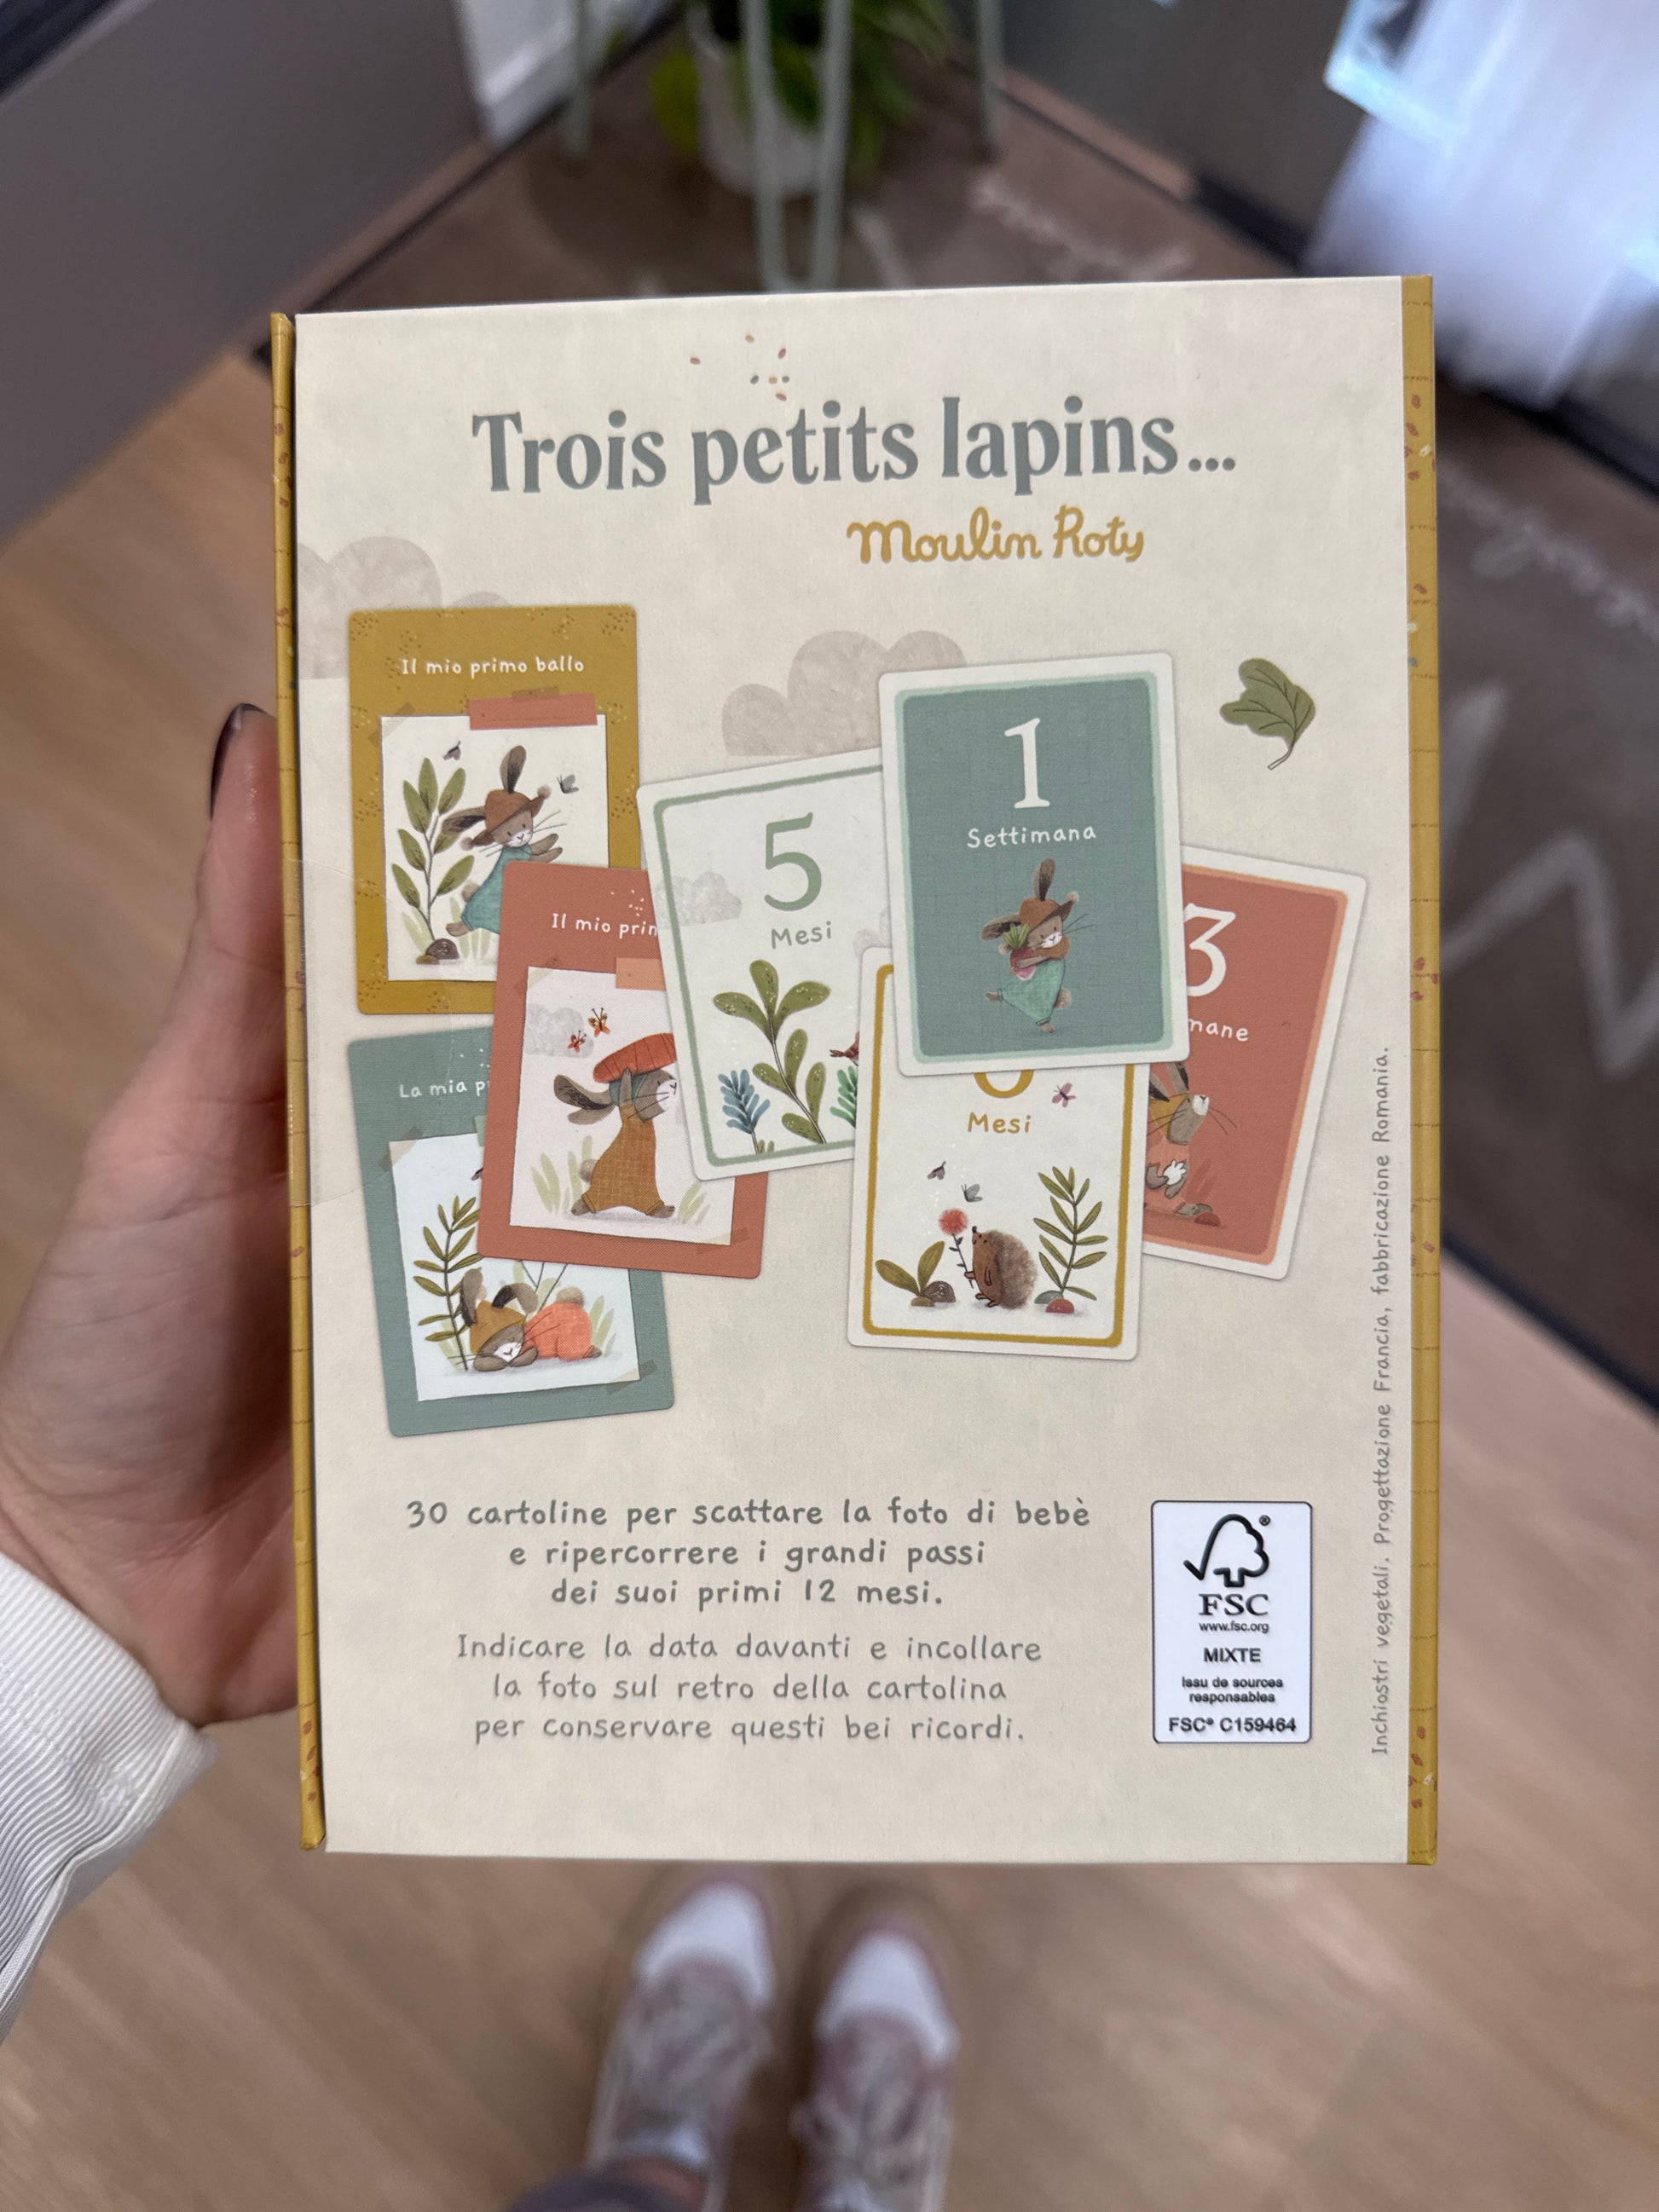 Trois petits lapins...
Moulin Roty
Il mio primo ballo
Il mio
La mia
5
Mesi
1
Settimana
3
Mesi
30 cartoline per scattare la foto di bebè
e ripercorrere i grandi passi
dei suoi primi 12 mesi.
Indicare la data davanti e incollare
la foto sul retro della cartolina
per conservare questi bei ricordi.
FSC®
www.fsc.org
MIXTE
Issu de sources
responsables
FSC® C159464
Inchiostri vegetali. Progettazione Francia, fabbricazione Romania.